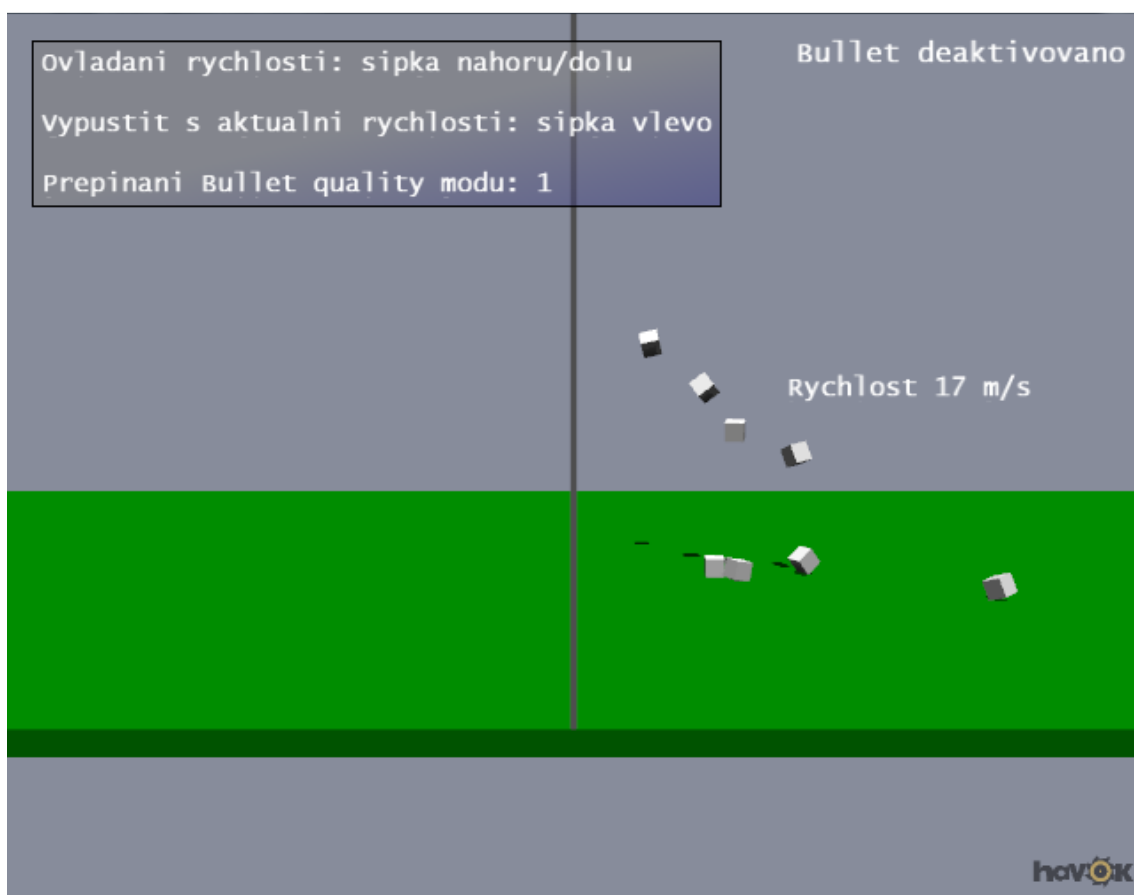 Ovladani rychlosti: sipka nahoru/dolu
Bullet deaktivovano
Vypustit s aktualni rychlosti: sipka vlevo
Prepinani Bullet quality modu: 1
Rychlost 17 m/s
havok